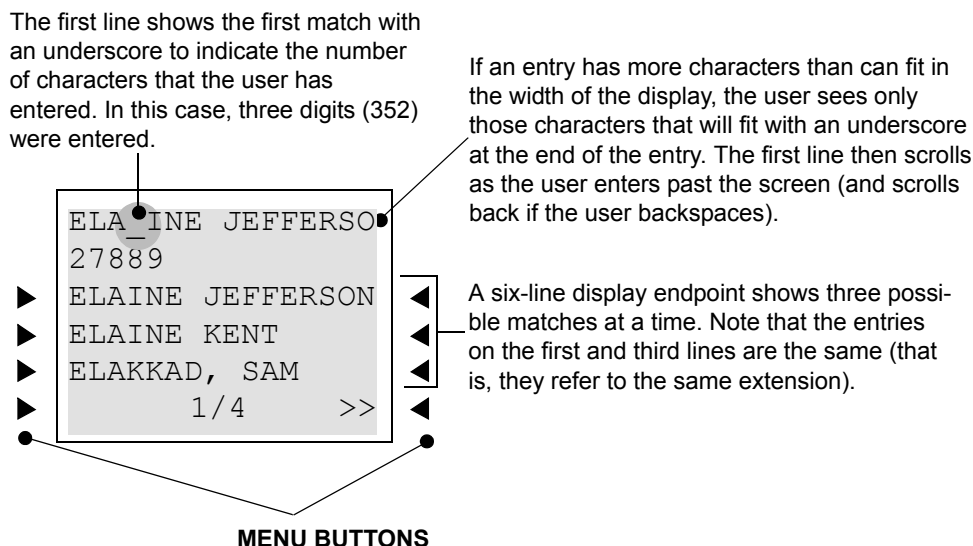 The first line shows the first match with
an underscore to indicate the number
of characters that the user has
entered. In this case, three digits (352)
were entered.
If an entry has more characters than can fit in
the width of the display, the user sees only
those characters that will fit with an underscore
at the end of the entry. The first line then scrolls
as the user enters past the screen (and scrolls
back if the user backspaces).
ELA_INE JEFFERSO
27889
ELAINE JEFFERSON
ELAINE KENT
ELAKKAD, SAM
1/4 >>
A six-line display endpoint shows three possi-
ble matches at a time. Note that the entries
on the first and third lines are the same (that
is, they refer to the same extension).
MENU BUTTONS